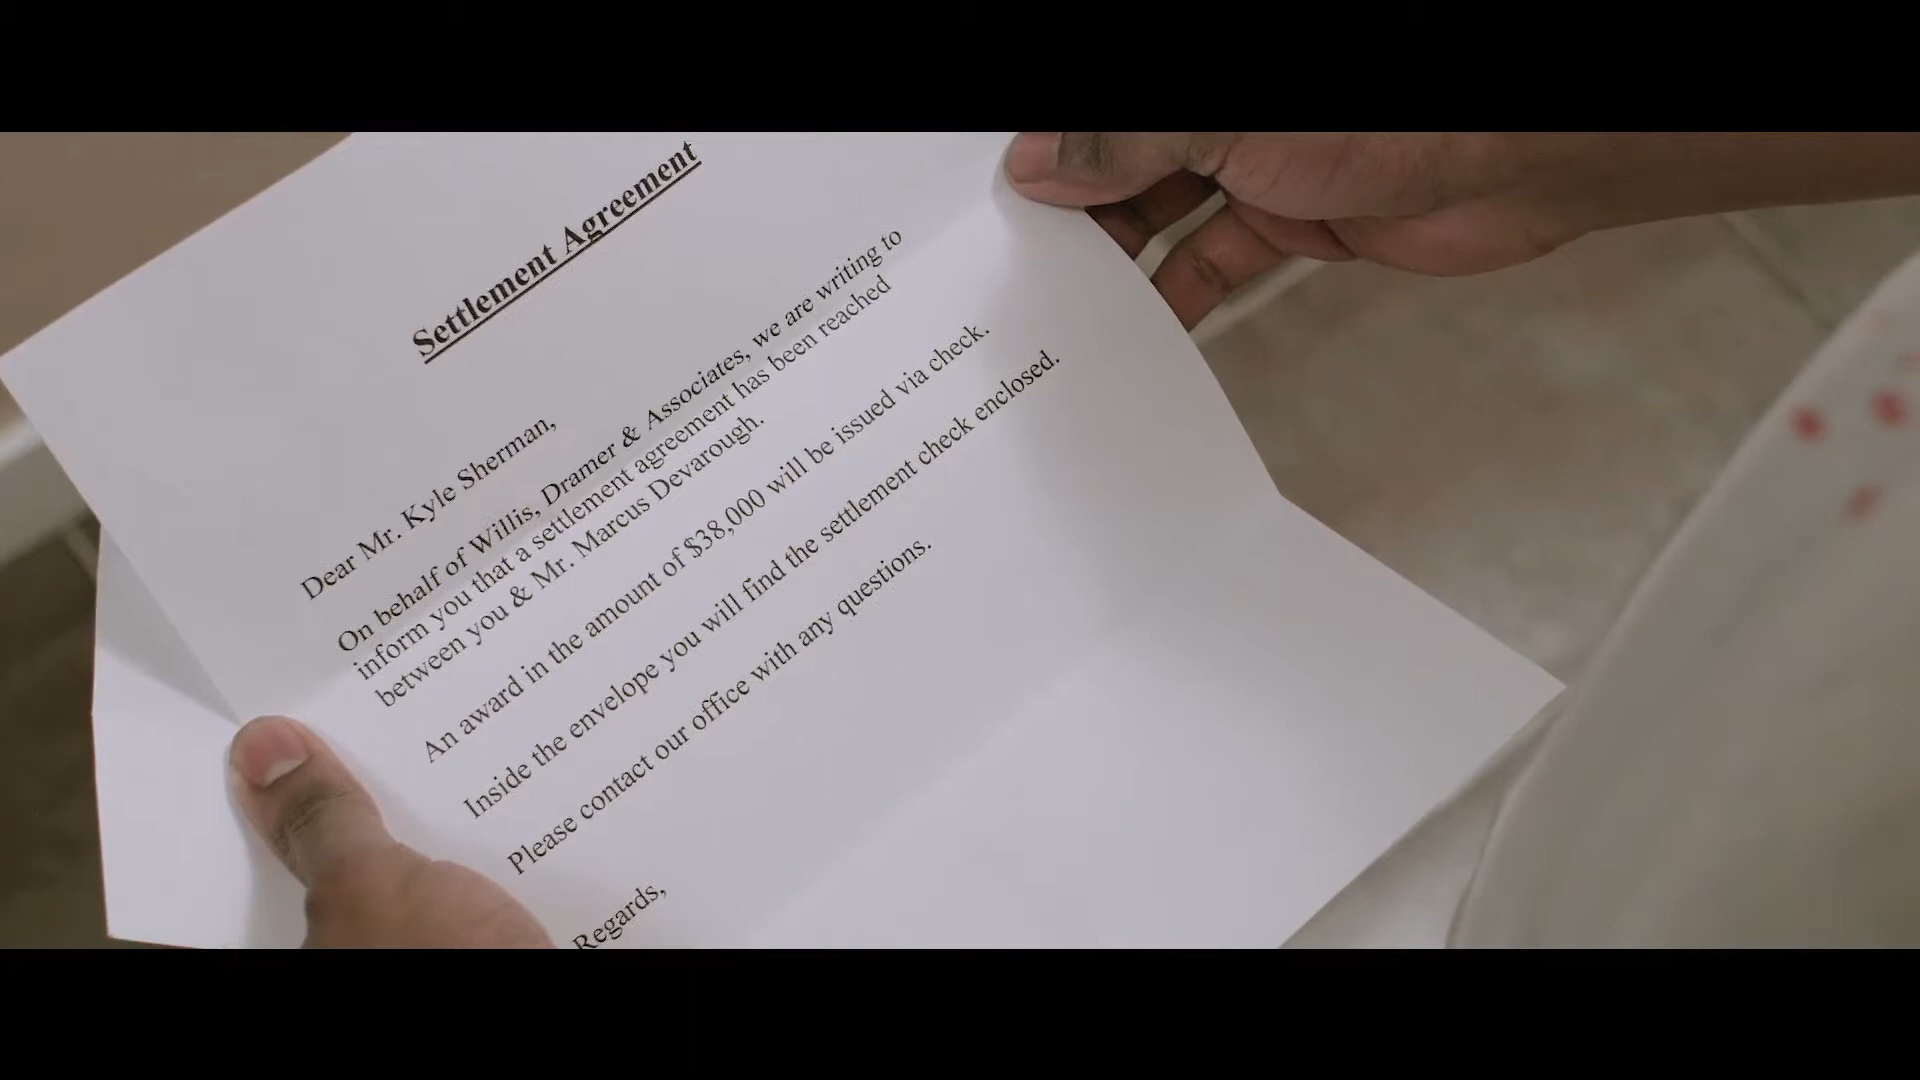 Settlement Agreement
Dear Mr. Kyle Sherman,
On behalf of Willis, Dramer & Associates, we are writing to
inform you that a settlement agreement has been reached
between you & Mr. Marcus Devarough.
An award in the amount of $38,000 will be issued via check.
Inside the envelope you will find the settlement check enclosed.
Please contact our office with any questions.
Regards,